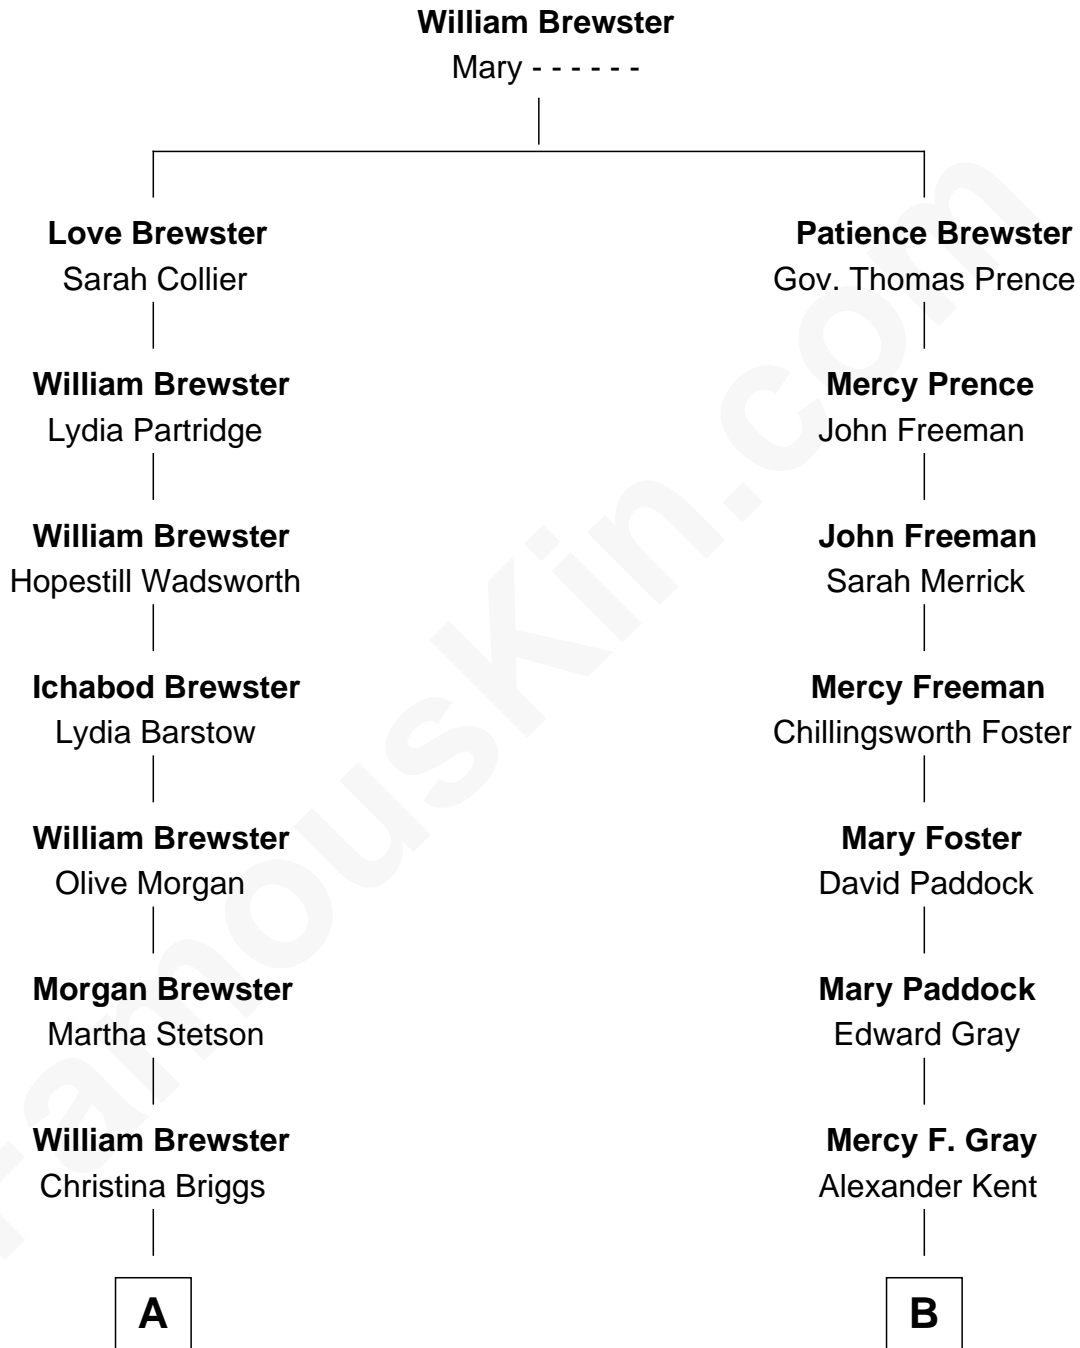 William Brewster
Mary - - - - - -
Love Brewster
Sarah Collier
Patience Brewster
Gov. Thomas Prence
William Brewster
Lydia Partridge
Mercy Prence
John Freeman
William Brewster
Hopestill Wadsworth
John Freeman
Sarah Merrick
Ichabod Brewster
Lydia Barstow
Mercy Freeman
Chillingsworth Foster
William Brewster
Olive Morgan
Mary Foster
David Paddock
Morgan Brewster
Martha Stetson
Mary Paddock
Edward Gray
William Brewster
Christina Briggs
Mercy F. Gray
Alexander Kent
A
B
FamousKin.com